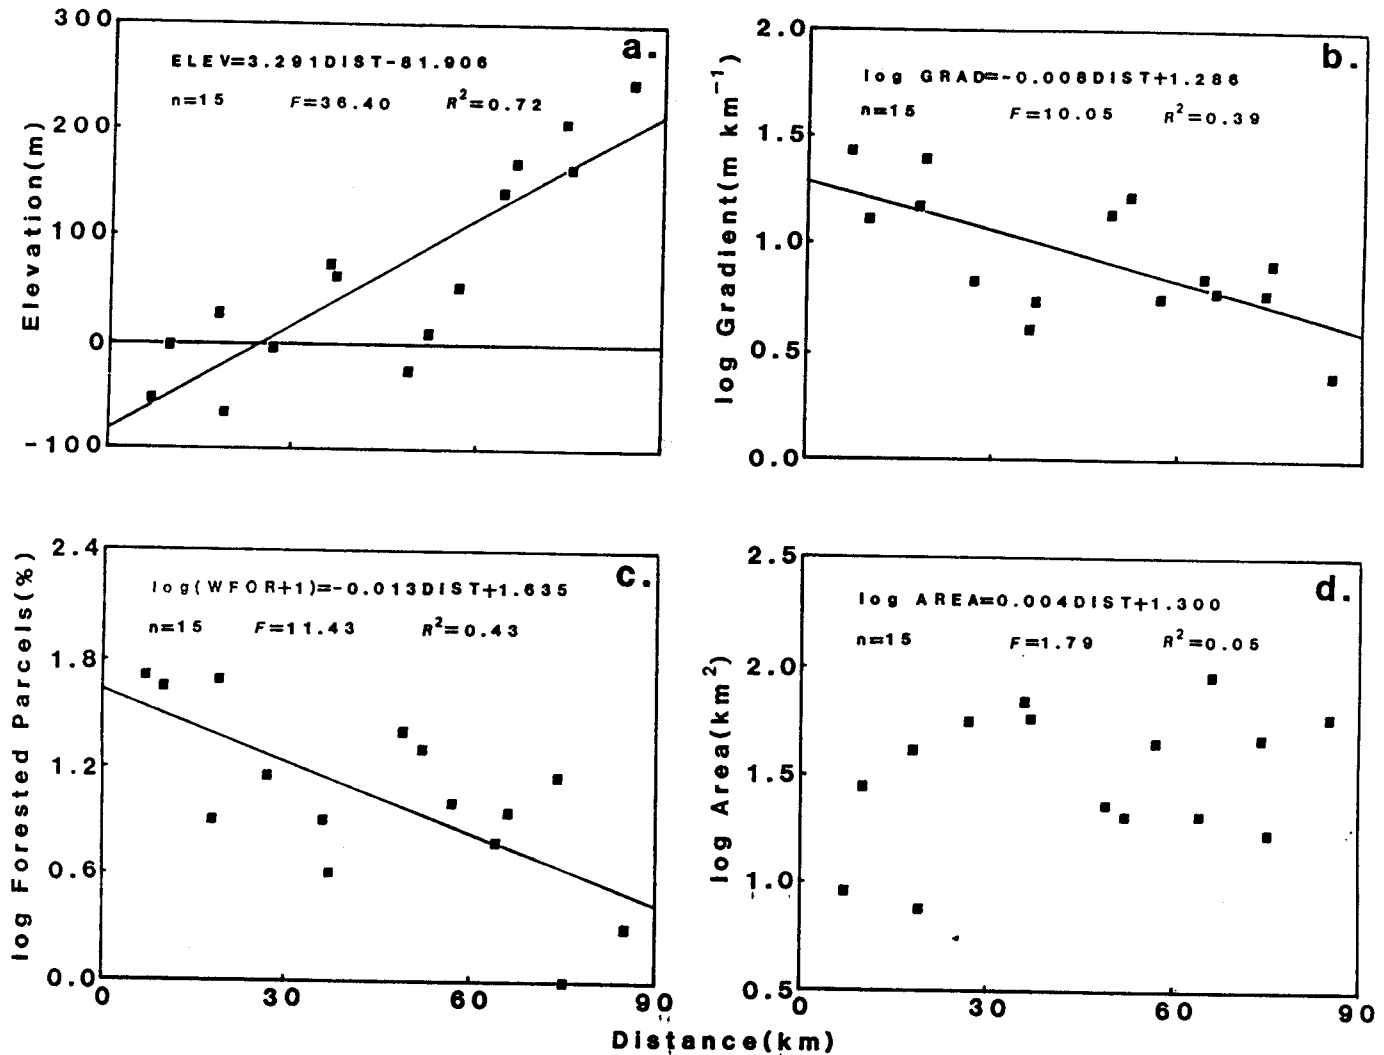 a.
ELEV=3.291DIST-81.906
n=15 F=36.40 R²=0.72
300
200
100
0
-100
Elevation(m)
b.
log GRAD=-0.008DIST+1.286
n=15 F=10.05 R²=0.39
2.0
1.5
1.0
0.5
0.0
log Gradient(m km⁻¹)
c.
log(WFOR+1)=-0.013DIST+1.635
n=15 F=11.43 R²=0.43
2.4
1.8
1.2
0.6
0.0
log Forested Parcels(%)
0 30 60 90
d.
log AREA=0.004DIST+1.300
n=15 F=1.79 R²=0.05
2.5
2.0
1.5
1.0
0.5
log Area(km²)
0 30 60 90
Distance(km)